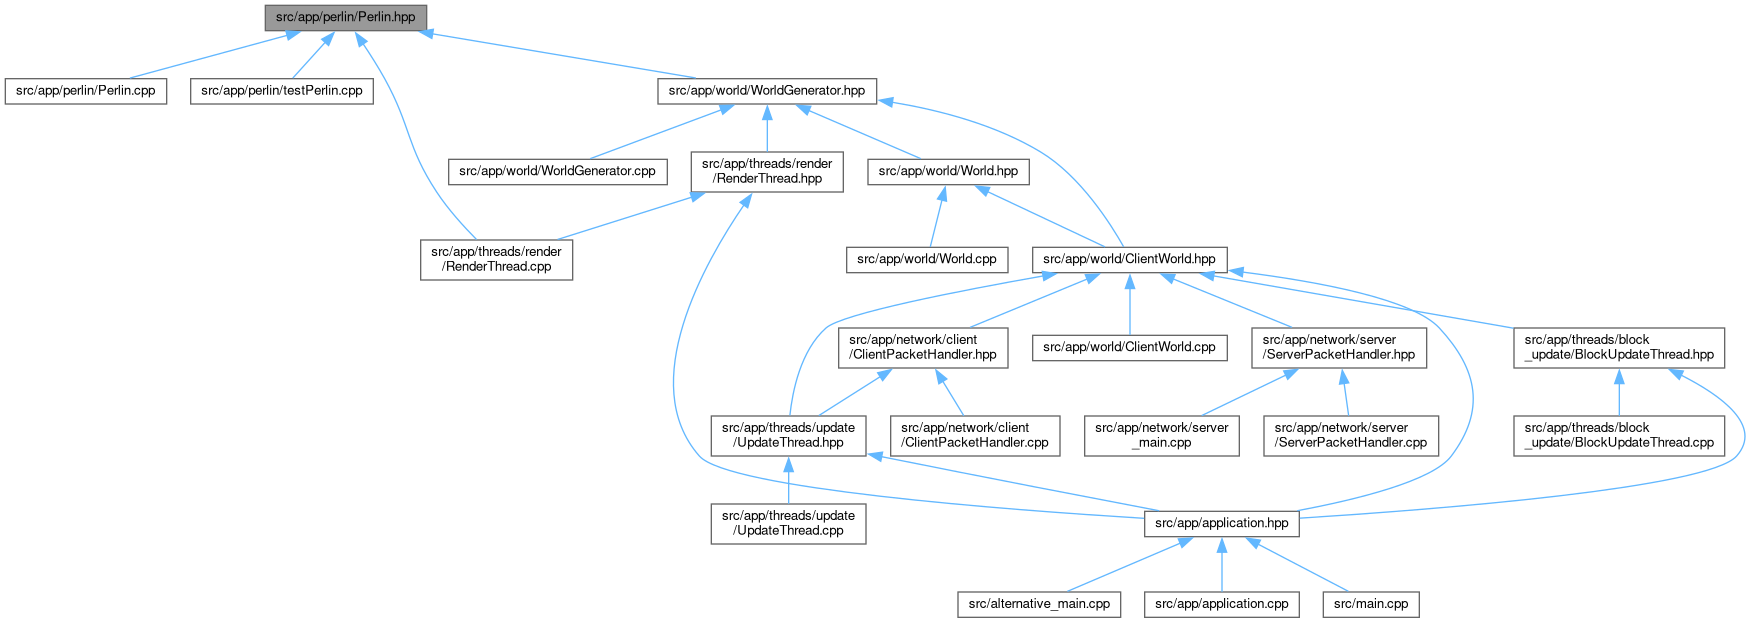 src/app/perlin/Perlin.hpp
src/app/perlin/Perlin.cpp
src/app/perlin/testPerlin.cpp
src/app/world/WorldGenerator.hpp
src/app/world/WorldGenerator.cpp
src/app/threads/render
/RenderThread.hpp
src/app/world/World.hpp
src/app/threads/render
/RenderThread.cpp
src/app/world/World.cpp
src/app/world/ClientWorld.hpp
src/app/network/client
/ClientPacketHandler.hpp
src/app/world/ClientWorld.cpp
src/app/network/server
/ServerPacketHandler.hpp
src/app/threads/block
_update/BlockUpdateThread.hpp
src/app/threads/update
/UpdateThread.hpp
src/app/network/client
/ClientPacketHandler.cpp
src/app/network/server
_main.cpp
src/app/network/server
/ServerPacketHandler.cpp
src/app/threads/block
_update/BlockUpdateThread.cpp
src/app/threads/update
/UpdateThread.cpp
src/app/application.hpp
src/alternative_main.cpp
src/app/application.cpp
src/main.cpp